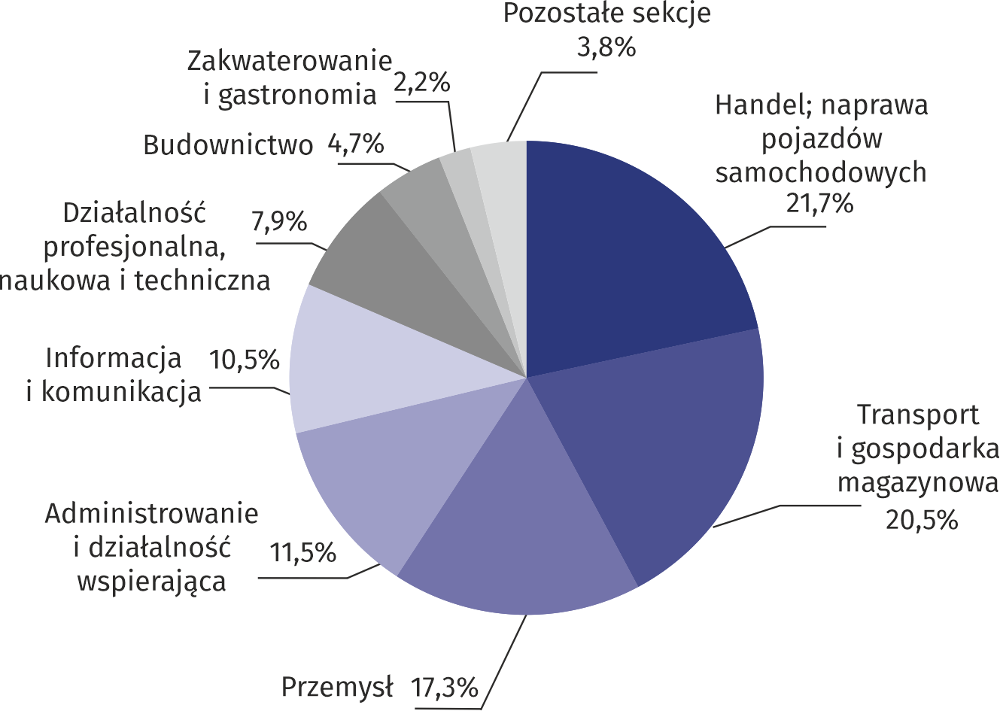 Pozostałe sekcje
3,8%
Handel; naprawa
pojazdów
samochodowych
21,7%
Transport
i gospodarka
magazynowa
20,5%
Przemysł 17,3%
Administrowanie
i działalność
wspierająca
11,5%
Informacja
i komunikacja
10,5%
Działalność
profesjonalna,
naukowa i techniczna
7,9%
Budownictwo 4,7%
Zakwaterowanie
i gastronomia
2,2%